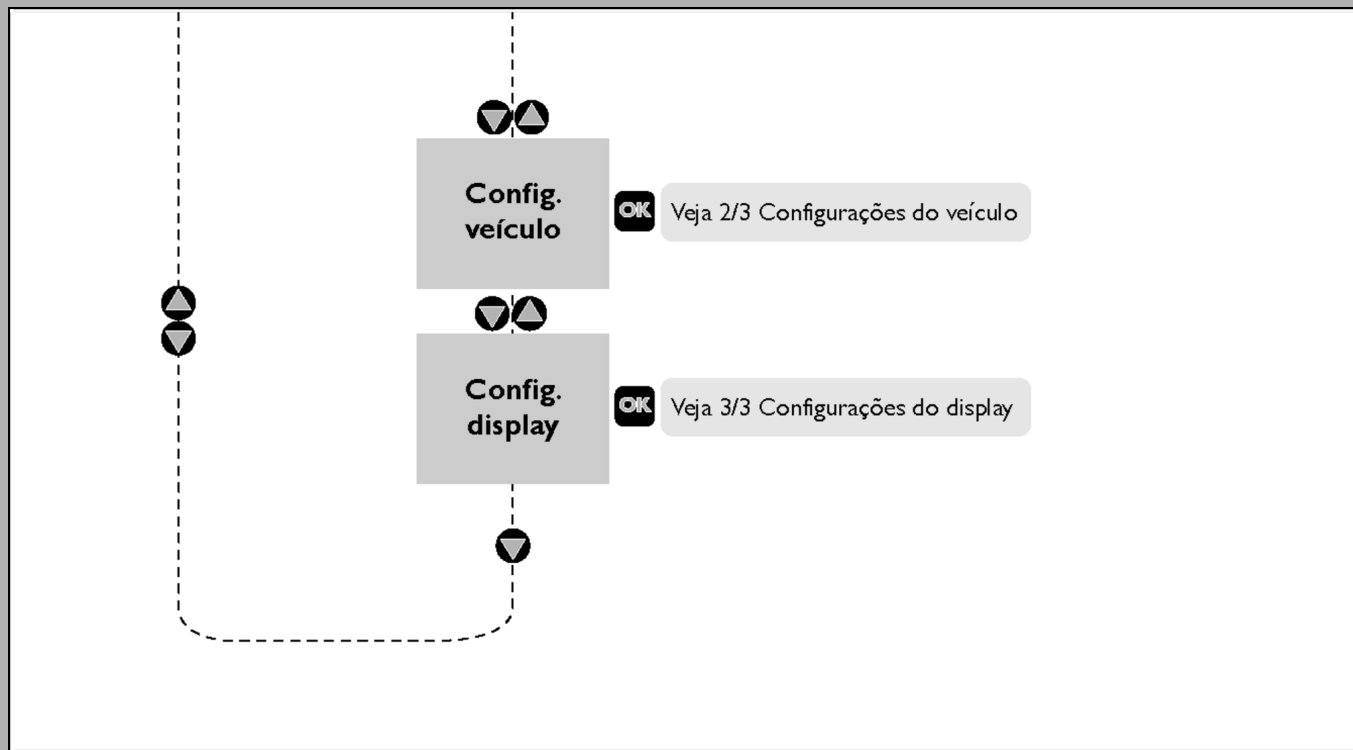 Config.
veículo
OK
Veja 2/3 Configurações do veículo
Config.
display
OK
Veja 3/3 Configurações do display